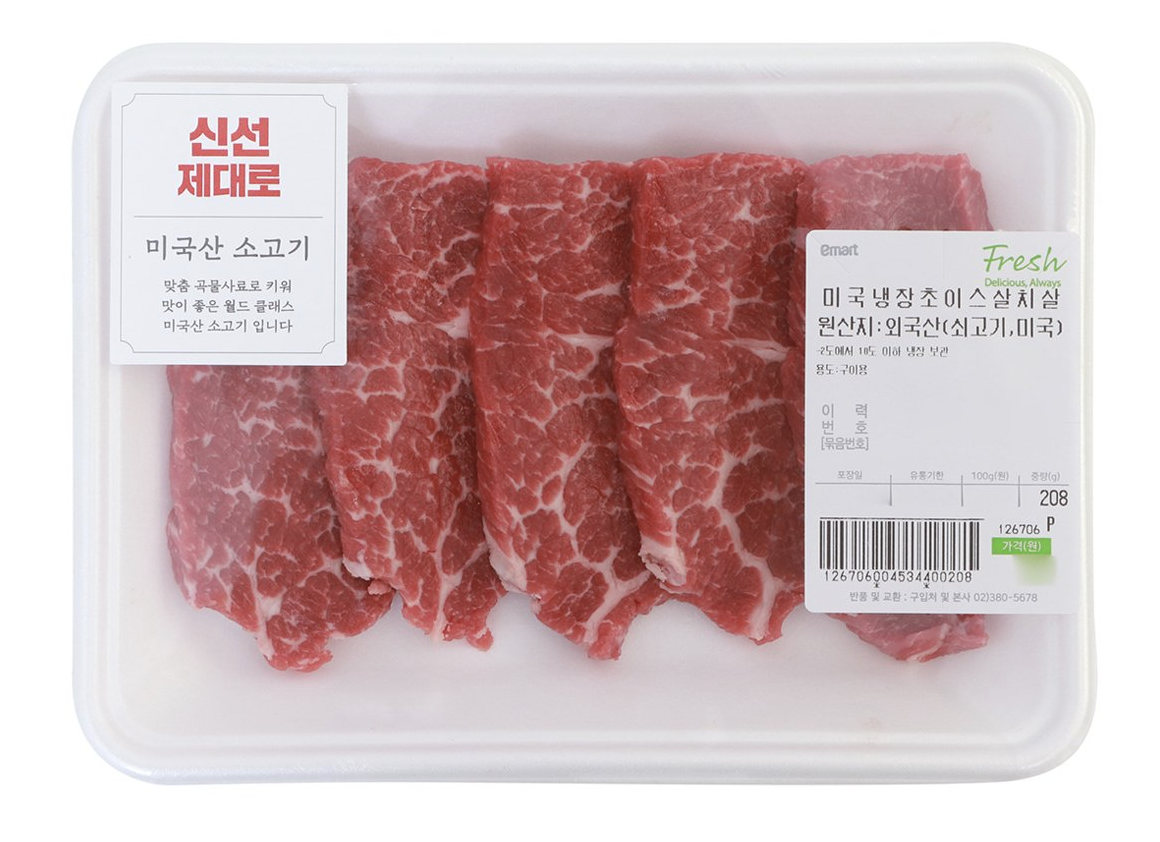 신선
제대로
미국산 소고기
맞춤 곡물사료로 키워
맛이 좋은 월드 클래스
미국산 소고기 입니다
emart
Fresh
Delicious, Always
미국냉장초이스살치살
원산지:외국산(쇠고기,미국)
-2도에서 10도 이하 냉장 보관
용도:구이용
이 력
번 호
[묶음번호]
포장일 유통기한 100g(원) 중량(g)
208
126706 P
가격(원)
126706004534400208
반품 및 교환 : 구입처 및 본사 02)380-5678